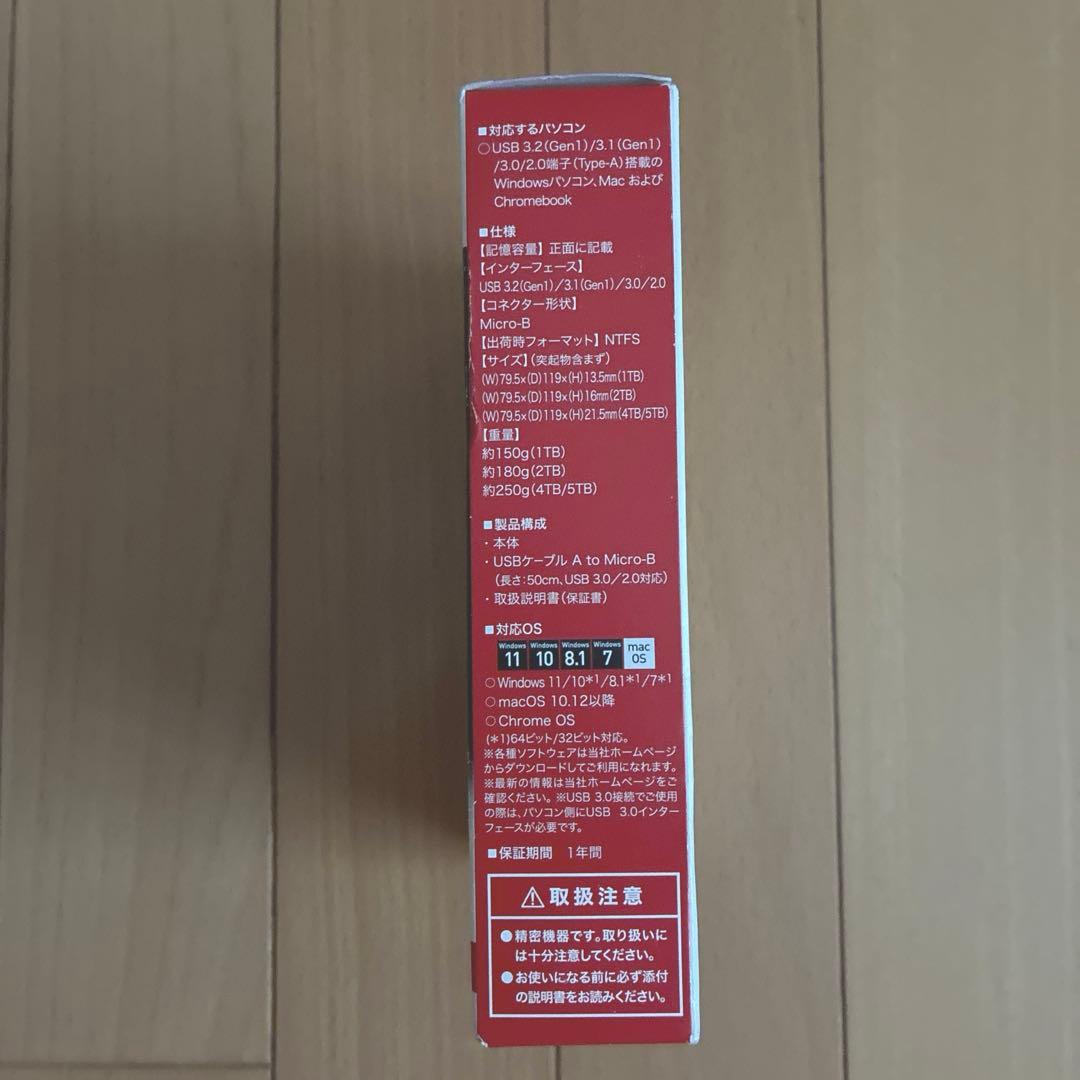 ■対応するパソコン
○USB 3.2(Gen1)/3.1(Gen1)
/3.0/2.0端子(Type-A)搭載の
Windowsパソコン、Mac および
Chromebook
■仕様
【記憶容量】正面に記載
【インターフェース】
USB 3.2(Gen1)/3.1(Gen1)/3.0/2.0
【コネクター形状】
Micro-B
【出荷時フォーマット】NTFS
【サイズ】(突起物含まず)
(W)79.5×(D)119×(H)13.5mm(1TB)
(W)79.5×(D)119×(H)16mm(2TB)
(W)79.5×(D)119×(H)21.5mm(4TB/5TB)
【重量】
約150g(1TB)
約180g(2TB)
約250g(4TB/5TB)
■製品構成
・本体
・USBケーブル A to Micro-B
(長さ:50cm、USB 3.0/2.0対応)
・取扱説明書(保証書)
■対応OS
Windows 11 Windows 10 Windows 8.1 Windows 7 mac OS
○Windows 11/10*1/8.1*1/7*1
○macOS 10.12以降
○Chrome OS
(*1)64ビット/32ビット対応。
※各種ソフトウェアは当社ホームページ
からダウンロードしてご利用になれます。
※最新の情報は当社ホームページをご
確認ください。※USB 3.0接続でご使用
の際は、パソコン側にUSB 3.0インター
フェースが必要です。
■保証期間 1年間
⚠取扱注意
●精密機器です。取り扱いに
は十分注意してください。
●お使いになる前に必ず添付
の説明書をお読みください。